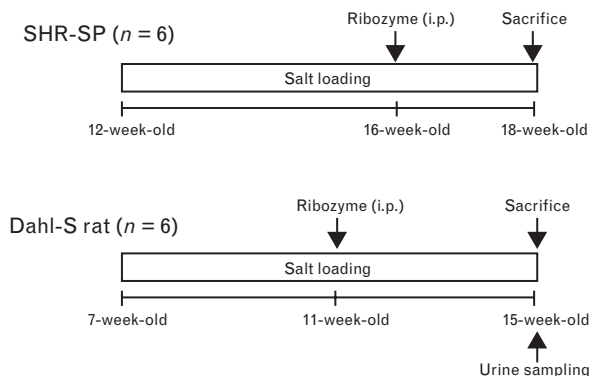 Ribozyme (i.p.) Sacrifice
SHR-SP (n = 6)
Salt loading
12-week-old 16-week-old 18-week-old
Ribozyme (i.p.) Sacrifice
Dahl-S rat (n = 6)
Salt loading
7-week-old 11-week-old 15-week-old
Urine sampling